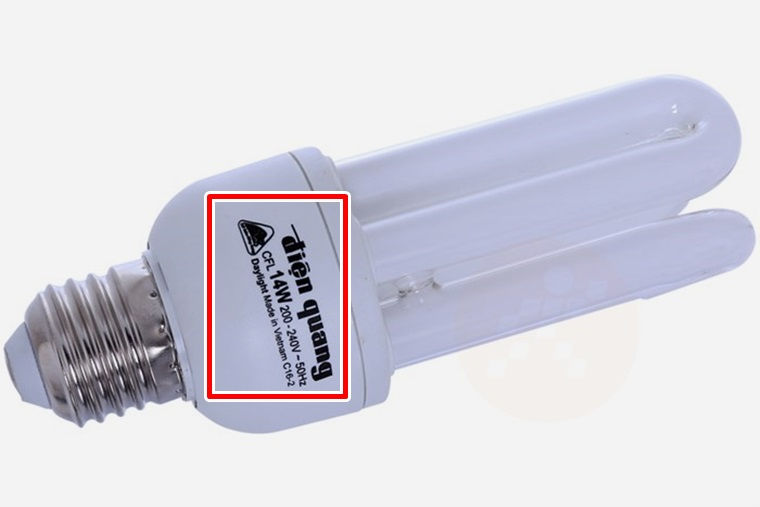 điện quang
CFL 14W 200 - 240V ~ 50Hz
Daylight Made in Vietnam C16-2